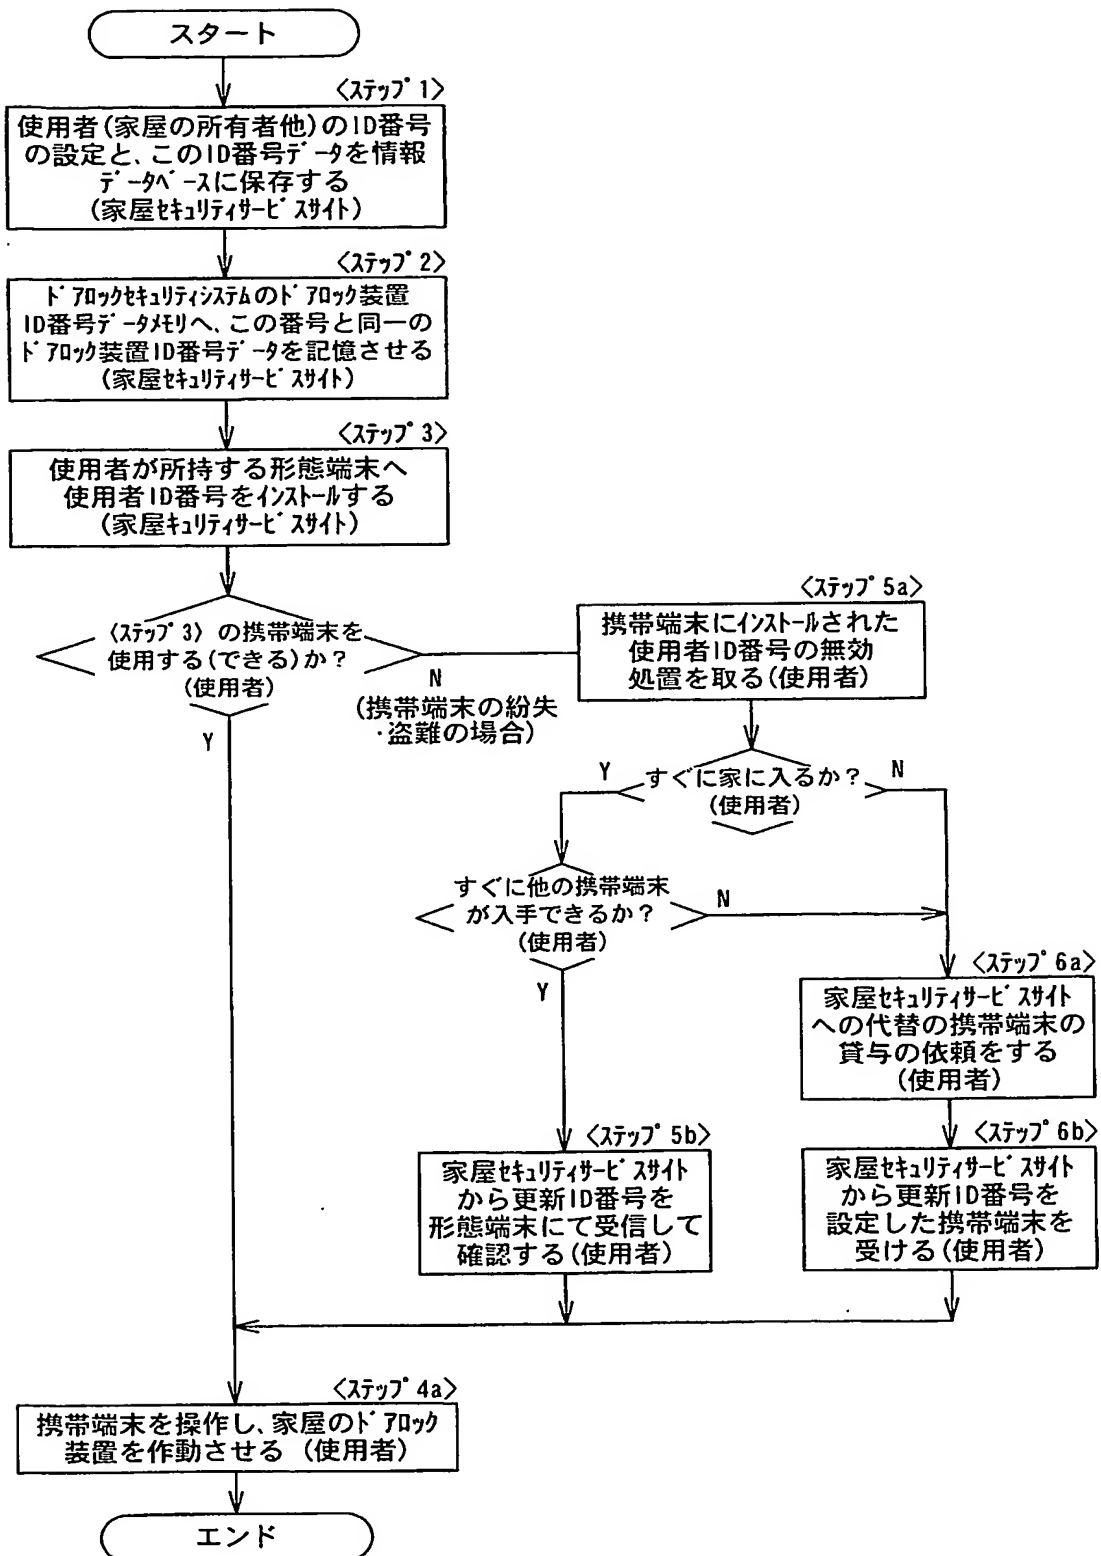 スタート
〈ステップ 1〉
使用者(家屋の所有者他)のID番号
の設定と、このID番号データを情報
データベースに保存する
(家屋セキュリティサービスサイト)
〈ステップ 2〉
ドアロックセキュリティシステムのドアロック装置
ID番号データメモリへ、この番号と同一の
ドアロック装置ID番号データを記憶させる
(家屋セキュリティサービスサイト)
〈ステップ 3〉
使用者が所持する形態端末へ
使用者ID番号をインストールする
(家屋キュリティサービスサイト)
〈ステップ 3〉の携帯端末を
使用する(できる)か?
(使用者)
N
(携帯端末の紛失
・盗難の場合)
Y
〈ステップ 5a〉
携帯端末にインストールされた
使用者ID番号の無効
処置を取る(使用者)
Y
すぐに家に入るか?
(使用者)
N
すぐに他の携帯端末
が入手できるか?
(使用者)
N
Y
〈ステップ 6a〉
家屋セキュリティサービスサイト
への代替の携帯端末の
貸与の依頼をする
(使用者)
〈ステップ 5b〉
家屋セキュリティサービスサイト
から更新ID番号を
形態端末にて受信して
確認する(使用者)
〈ステップ 6b〉
家屋セキュリティサービスサイト
から更新ID番号を
設定した携帯端末を
受ける(使用者)
〈ステップ 4a〉
携帯端末を操作し、家屋のドアロック
装置を作動させる (使用者)
エンド